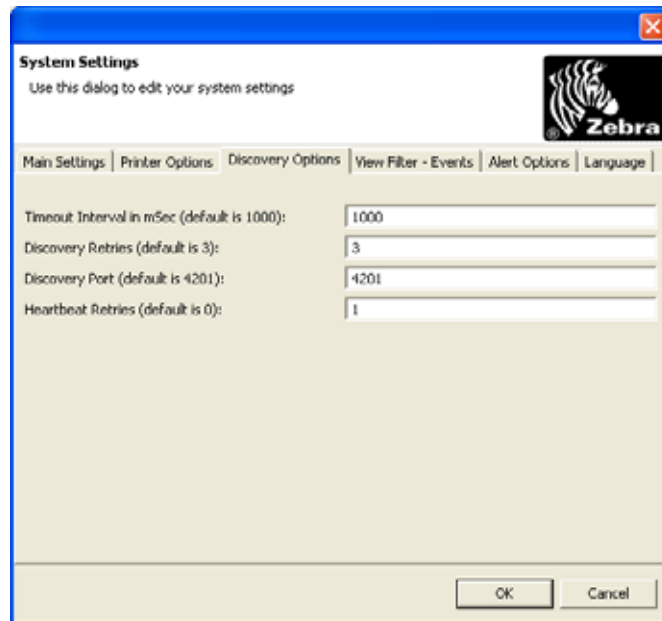 System Settings
Use this dialog to edit your system settings
® Zebra
Main Settings Printer Options Discovery Options View Filter - Events Alert Options Language
Timeout Interval in mSec (default is 1000): 1000
Discovery Retries (default is 3): 3
Discovery Port (default is 4201): 4201
Heartbeat Retries (default is 0): 1
OK Cancel